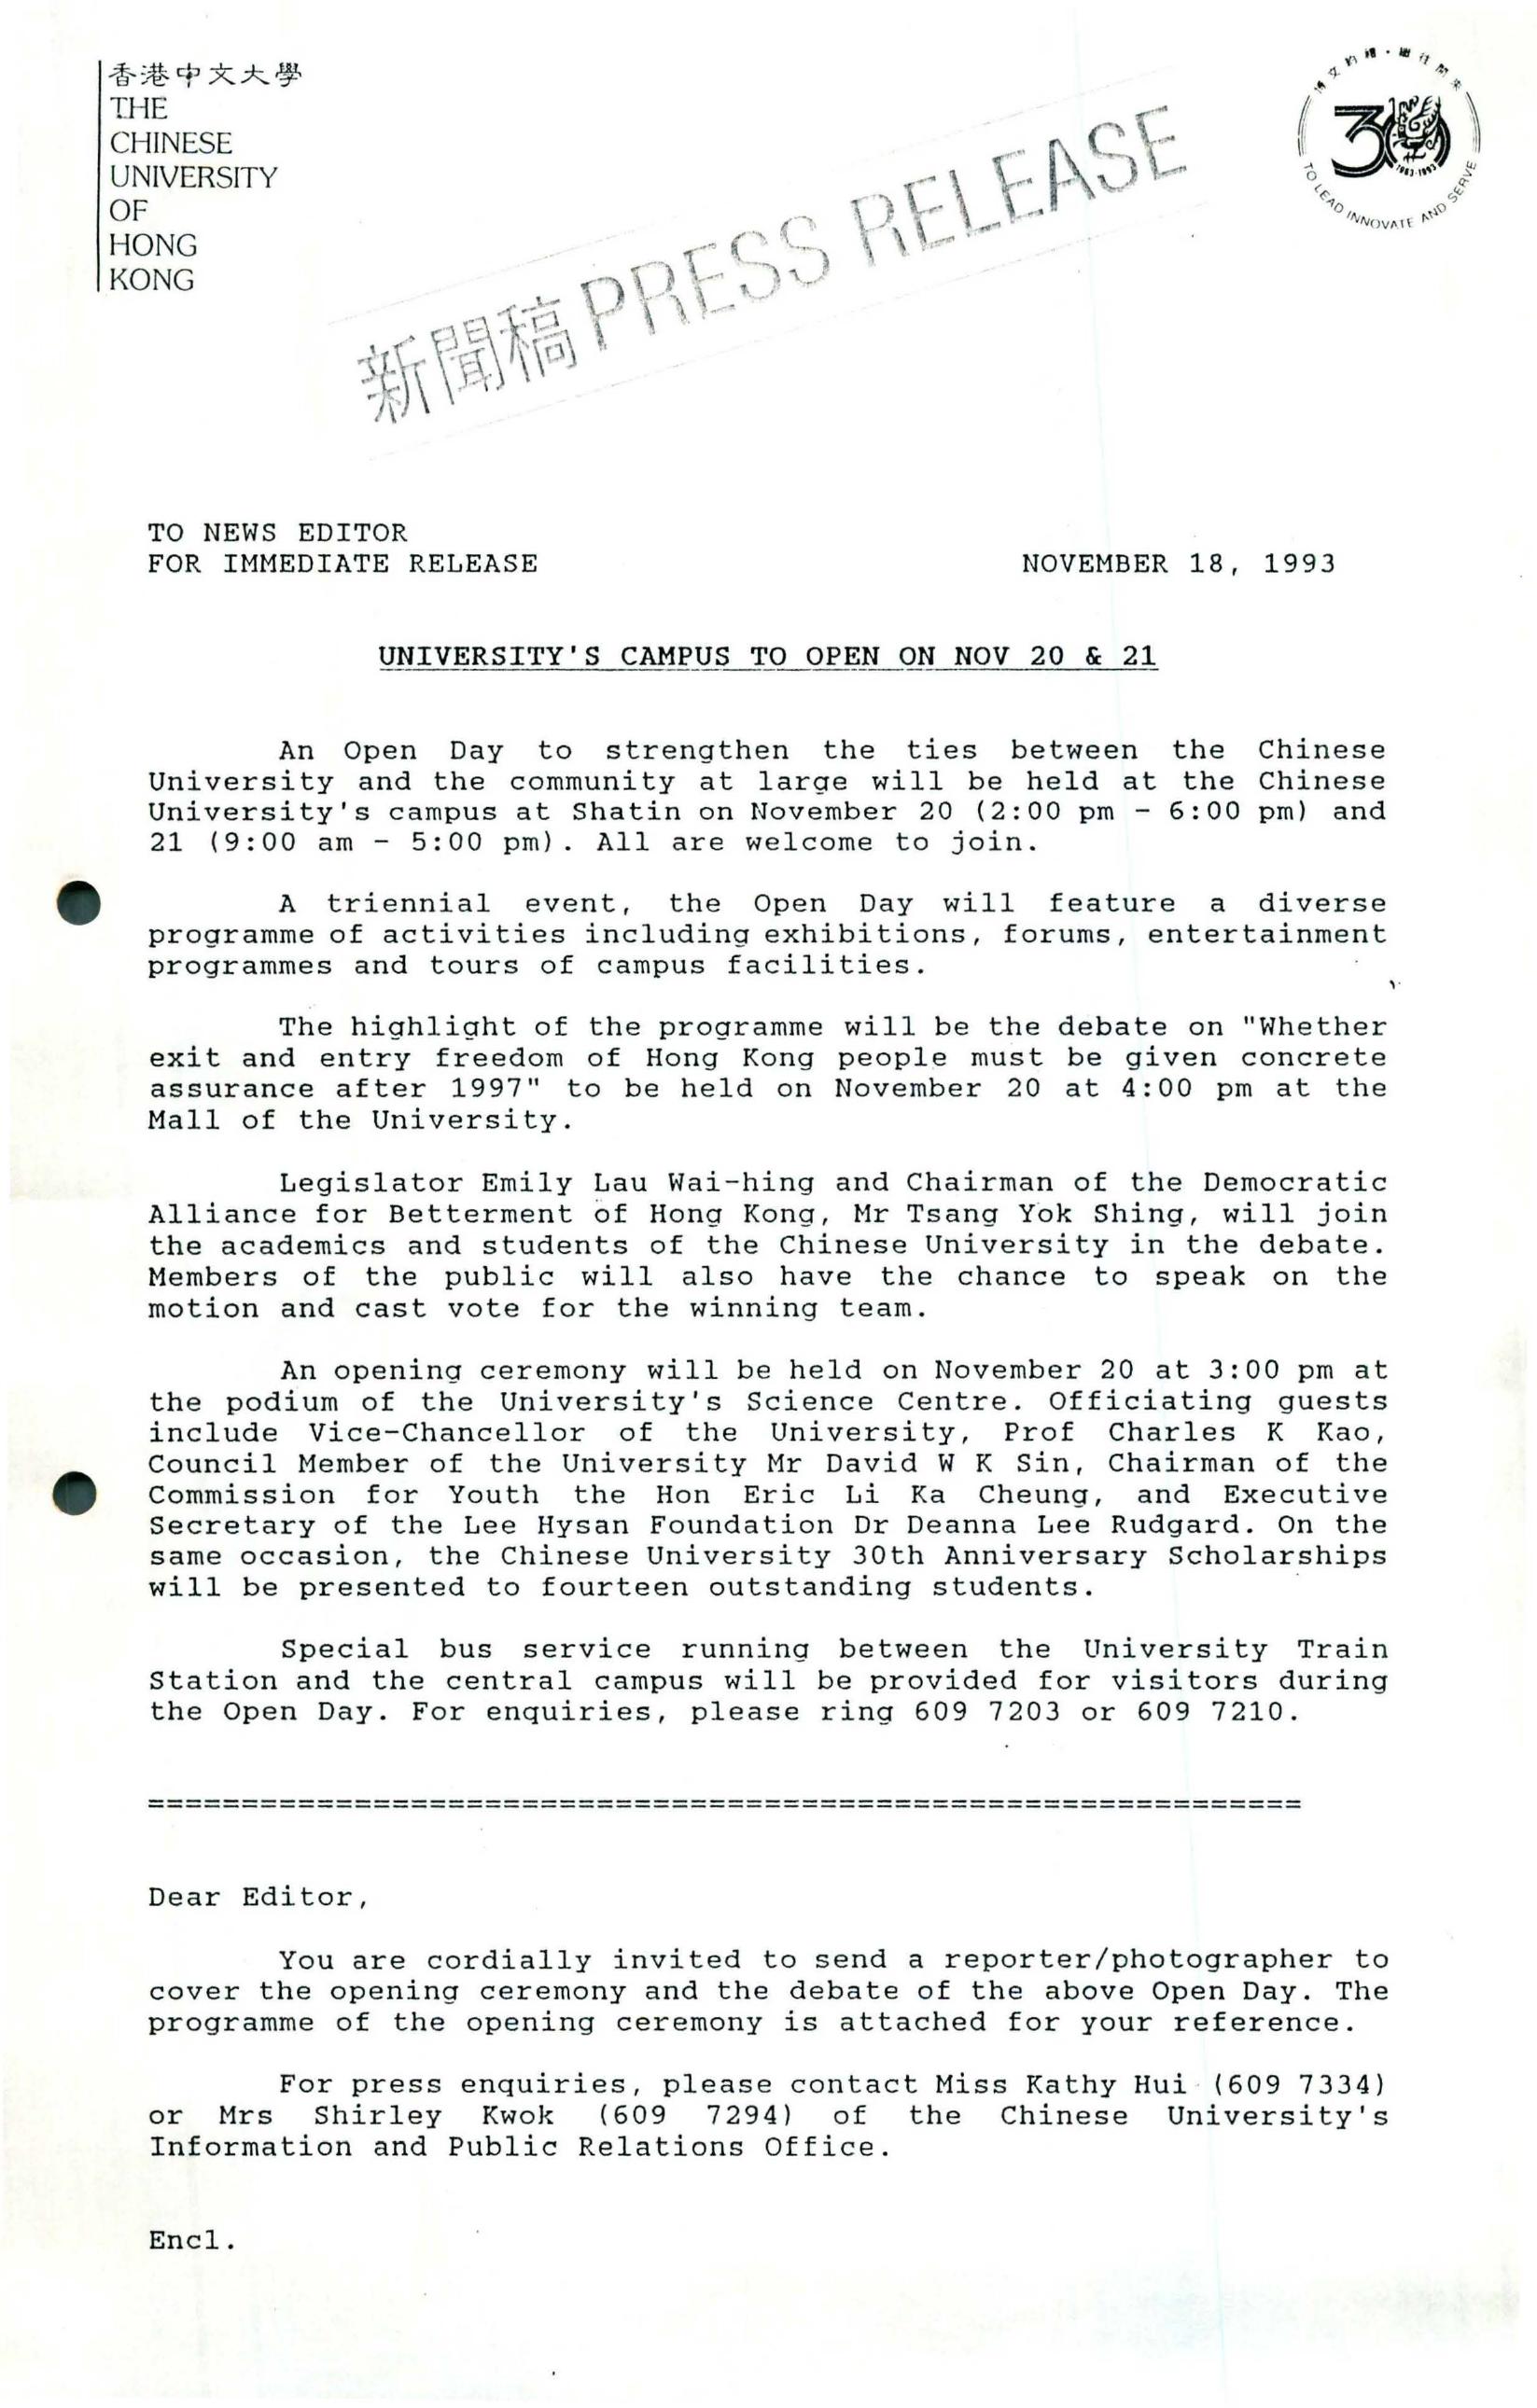 香港中文大學
THE
CHINESE
UNIVERSITY
OF
HONG
KONG
博文約禮·繼往開來
30
1963-1993
TO LEAD INNOVATE AND SERVE
新聞稿 PRESS RELEASE
TO NEWS EDITOR
FOR IMMEDIATE RELEASE NOVEMBER 18, 1993
UNIVERSITY'S CAMPUS TO OPEN ON NOV 20 & 21
An Open Day to strengthen the ties between the Chinese
University and the community at large will be held at the Chinese
University's campus at Shatin on November 20 (2:00 pm - 6:00 pm) and
21 (9:00 am - 5:00 pm). All are welcome to join.
A triennial event, the Open Day will feature a diverse
programme of activities including exhibitions, forums, entertainment
programmes and tours of campus facilities.
The highlight of the programme will be the debate on "Whether
exit and entry freedom of Hong Kong people must be given concrete
assurance after 1997" to be held on November 20 at 4:00 pm at the
Mall of the University.
Legislator Emily Lau Wai-hing and Chairman of the Democratic
Alliance for Betterment of Hong Kong, Mr Tsang Yok Shing, will join
the academics and students of the Chinese University in the debate.
Members of the public will also have the chance to speak on the
motion and cast vote for the winning team.
An opening ceremony will be held on November 20 at 3:00 pm at
the podium of the University's Science Centre. Officiating guests
include Vice-Chancellor of the University, Prof Charles K Kao,
Council Member of the University Mr David W K Sin, Chairman of the
Commission for Youth the Hon Eric Li Ka Cheung, and Executive
Secretary of the Lee Hysan Foundation Dr Deanna Lee Rudgard. On the
same occasion, the Chinese University 30th Anniversary Scholarships
will be presented to fourteen outstanding students.
Special bus service running between the University Train
Station and the central campus will be provided for visitors during
the Open Day. For enquiries, please ring 609 7203 or 609 7210.
==============================================================
Dear Editor,
You are cordially invited to send a reporter/photographer to
cover the opening ceremony and the debate of the above Open Day. The
programme of the opening ceremony is attached for your reference.
For press enquiries, please contact Miss Kathy Hui (609 7334)
or Mrs Shirley Kwok (609 7294) of the Chinese University's
Information and Public Relations Office.
Encl.